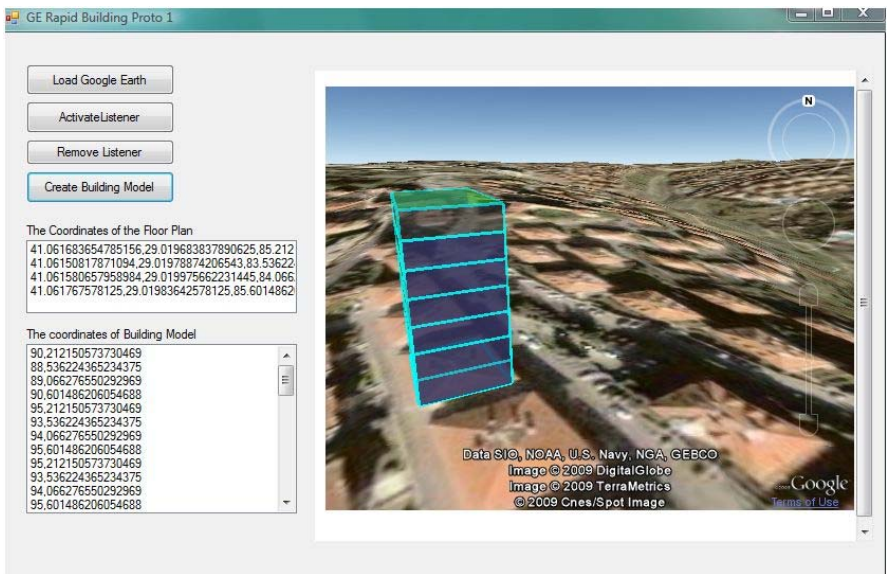 GE Rapid Building Proto 1
Load Google Earth
ActivateListener
Remove Listener
Create Building Model
The Coordinates of the Floor Plan
41.061683654785156,29.019683837890625,85.212
41.06150817871094,29.01978874206543,83.53622
41.061580657958984,29.019975662231445,84.066
41.061767578125,29.01983642578125,85.6014862
The coordinates of Building Model
90,212150573730469
88,536224365234375
89,066276550292969
90,601486206054688
95,212150573730469
93,536224365234375
94,066276550292969
95,601486206054688
95,212150573730469
93,536224365234375
94,066276550292969
95,601486206054688
N
Data SIO, NOAA, U.S. Navy, NGA, GEBCO
Image © 2009 DigitalGlobe
Image © 2009 TerraMetrics
© 2009 Cnes/Spot Image
Google
Terms of Use